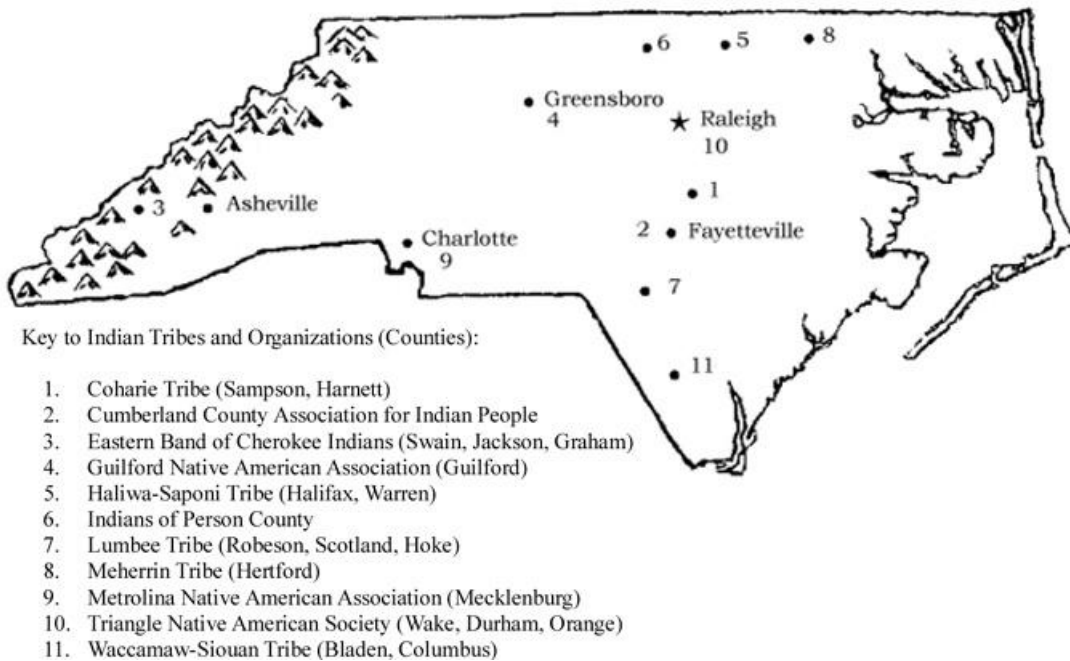 6
5
8
Greensboro
4
Raleigh
10
1
3
Asheville
2
Fayetteville
Charlotte
9
7
11
Key to Indian Tribes and Organizations (Counties):
1. Coharie Tribe (Sampson, Harnett)
2. Cumberland County Association for Indian People
3. Eastern Band of Cherokee Indians (Swain, Jackson, Graham)
4. Guilford Native American Association (Guilford)
5. Haliwa-Saponi Tribe (Halifax, Warren)
6. Indians of Person County
7. Lumbee Tribe (Robeson, Scotland, Hoke)
8. Meherrin Tribe (Hertford)
9. Metrolina Native American Association (Mecklenburg)
10. Triangle Native American Society (Wake, Durham, Orange)
11. Waccamaw-Siouan Tribe (Bladen, Columbus)